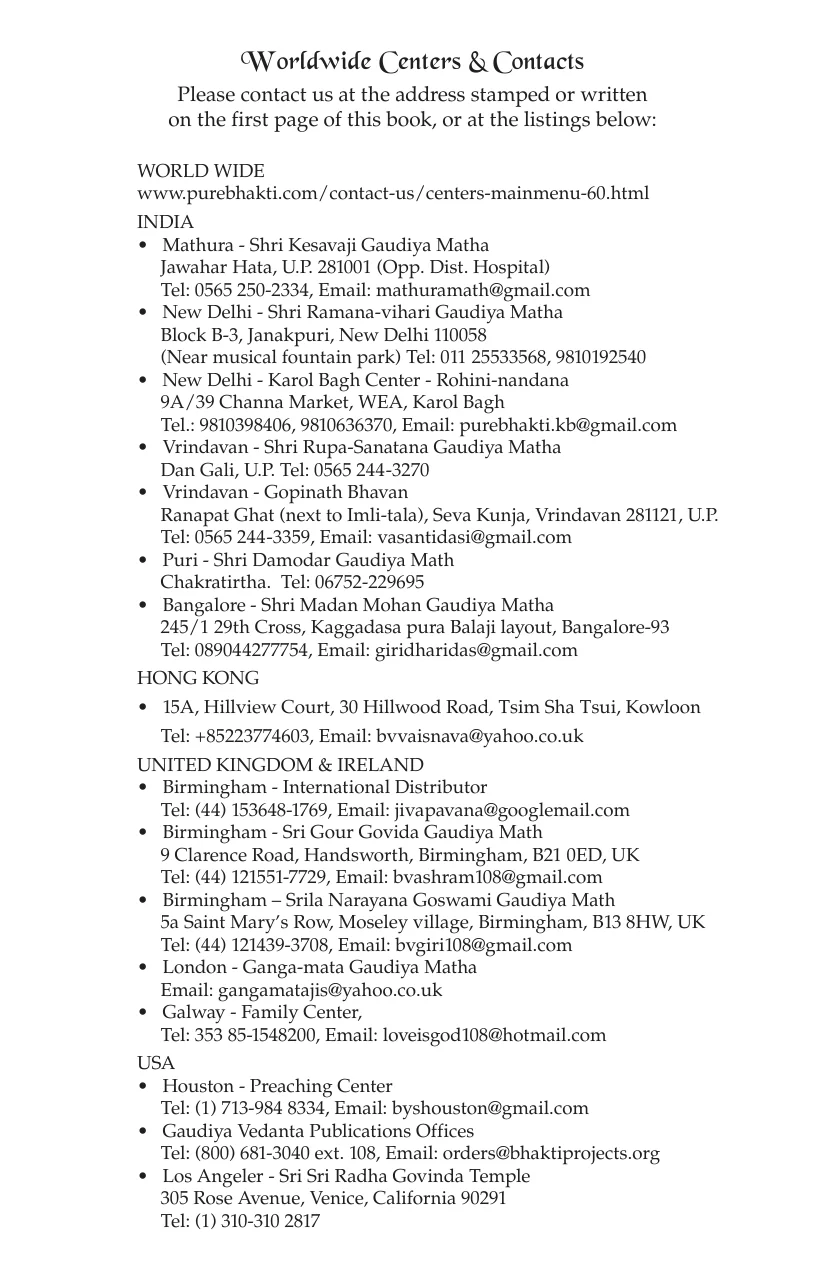 Worldwide Centers & Contacts
Please contact us at the address stamped or written
on the first page of this book, or at the listings below:
WORLD WIDE
www.purebhakti.com/contact-us/centers-mainmenu-60.html
INDIA
• Mathura - Shri Kesavaji Gaudiya Matha
Jawahar Hata, U.P. 281001 (Opp. Dist. Hospital)
Tel: 0565 250-2334, Email: mathuramath@gmail.com
• New Delhi - Shri Ramana-vihari Gaudiya Matha
Block B-3, Janakpuri, New Delhi 110058
(Near musical fountain park) Tel: 011 25533568, 9810192540
• New Delhi - Karol Bagh Center - Rohini-nandana
9A/39 Channa Market, WEA, Karol Bagh
Tel.: 9810398406, 9810636370, Email: purebhakti.kb@gmail.com
• Vrindavan - Shri Rupa-Sanatana Gaudiya Matha
Dan Gali, U.P. Tel: 0565 244-3270
• Vrindavan - Gopinath Bhavan
Ranapat Ghat (next to Imli-tala), Seva Kunja, Vrindavan 281121, U.P.
Tel: 0565 244-3359, Email: vasantidasi@gmail.com
• Puri - Shri Damodar Gaudiya Math
Chakratirtha. Tel: 06752-229695
• Bangalore - Shri Madan Mohan Gaudiya Matha
245/1 29th Cross, Kaggadasa pura Balaji layout, Bangalore-93
Tel: 089044277754, Email: giridharidas@gmail.com
HONG KONG
• 15A, Hillview Court, 30 Hillwood Road, Tsim Sha Tsui, Kowloon
Tel: +85223774603, Email: bvvaisnava@yahoo.co.uk
UNITED KINGDOM & IRELAND
• Birmingham - International Distributor
Tel: (44) 153648-1769, Email: jivapavana@googlemail.com
• Birmingham - Sri Gour Govida Gaudiya Math
9 Clarence Road, Handsworth, Birmingham, B21 0ED, UK
Tel: (44) 121551-7729, Email: bvashram108@gmail.com
• Birmingham – Srila Narayana Goswami Gaudiya Math
5a Saint Mary's Row, Moseley village, Birmingham, B13 8HW, UK
Tel: (44) 121439-3708, Email: bvgiri108@gmail.com
• London - Ganga-mata Gaudiya Matha
Email: gangamatajis@yahoo.co.uk
• Galway - Family Center,
Tel: 353 85-1548200, Email: loveisgod108@hotmail.com
USA
• Houston - Preaching Center
Tel: (1) 713-984 8334, Email: byshouston@gmail.com
• Gaudiya Vedanta Publications Offices
Tel: (800) 681-3040 ext. 108, Email: orders@bhaktiprojects.org
• Los Angeler - Sri Sri Radha Govinda Temple
305 Rose Avenue, Venice, California 90291
Tel: (1) 310-310 2817